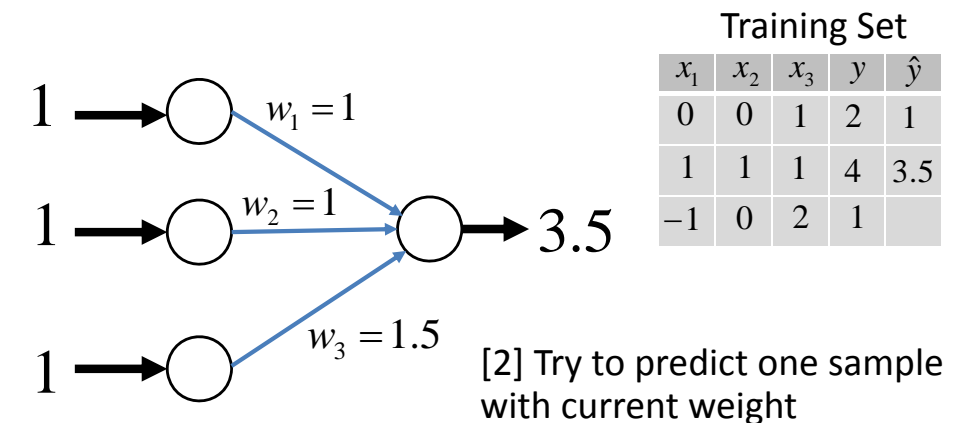 Training Set
x₁ x₂ x₃ y ŷ
0 0 1 2 1
1 1 1 4 3.5
−1 0 2 1
1
w₁ = 1
1
w₂ = 1
3.5
1
w₃ = 1.5
[2] Try to predict one sample
with current weight